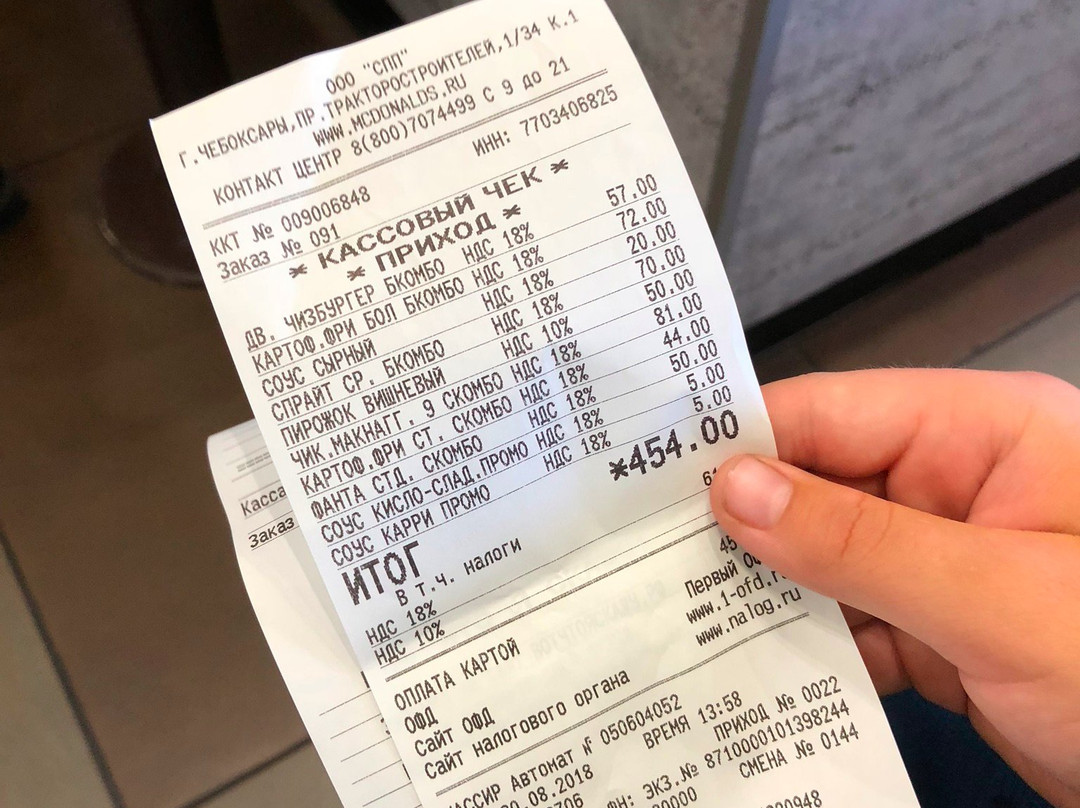 ООО "СПП"
Г.ЧЕБОКСАРЫ,ПР.ТРАКТОРОСТРОИТЕЛЕЙ,1/34 К.1
WWW.MCDONALDS.RU
КОНТАКТ ЦЕНТР 8(800)7074499 С 9 до 21
ИНН: 7703406825
ККТ № 009006848
Заказ № 091
* КАССОВЫЙ ЧЕК *
* ПРИХОД *
ДВ. ЧИЗБУРГЕР БКОМБО НДС 18% 57.00
КАРТОФ.ФРИ БОЛ БКОМБО НДС 18% 72.00
СОУС СЫРНЫЙ НДС 18% 20.00
СПРАЙТ СР. БКОМБО НДС 18% 70.00
ПИРОЖОК ВИШНЕВЫЙ НДС 10% 50.00
ЧИК.МАКНАГГ. 9 СКОМБО НДС 18% 81.00
КАРТОФ.ФРИ СТ. СКОМБО НДС 18% 44.00
ФАНТА СТД. СКОМБО НДС 18% 50.00
СОУС КИСЛО-СЛАД.ПРОМО НДС 18% 5.00
СОУС КАРРИ ПРОМО НДС 18% 5.00
ИТОГ *454.00
В т.ч. налоги
НДС 18% 61
НДС 10%
ОПЛАТА КАРТОЙ 45
ОФД Первый
Сайт ОФД www.1-ofd.
Сайт налогового органа www.nalog.ru
Автомат № 050604052
.08.2018 ВРЕМЯ 13:58
ПРИХОД № 0022
ФН: ЭКЗ.№ 8710000101398244
СМЕНА № 0144
Касса
Заказ